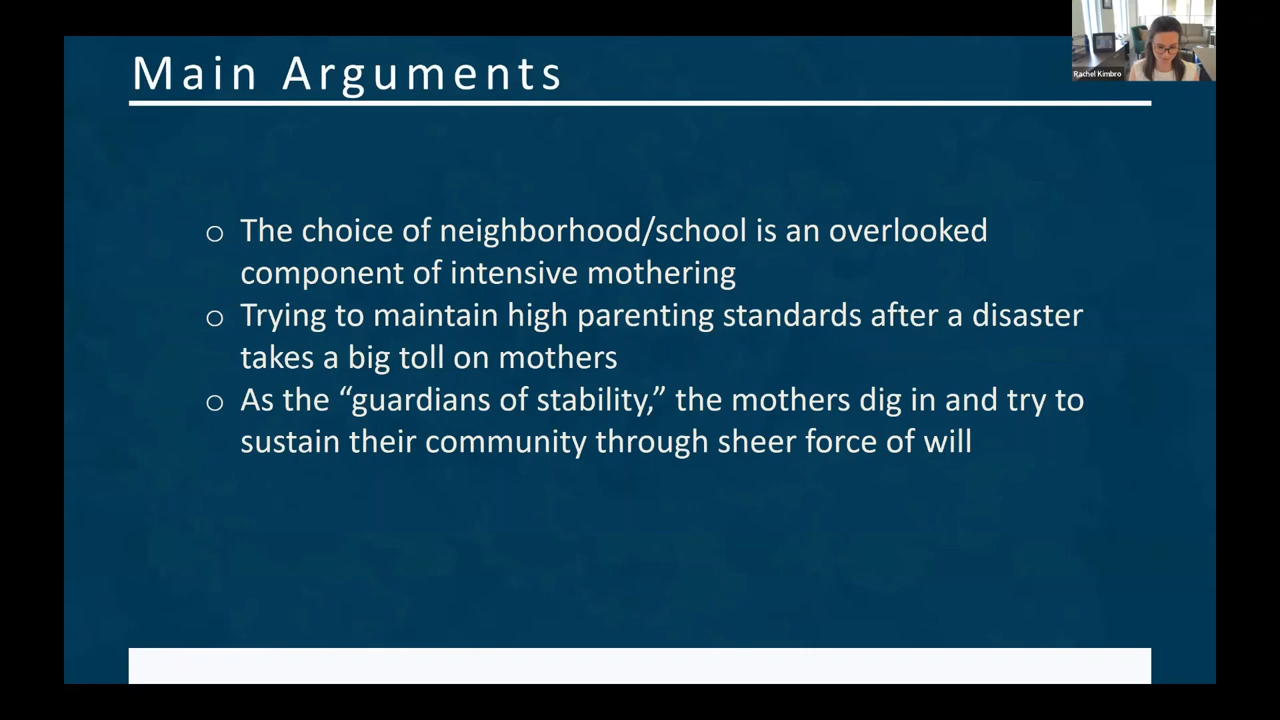 Main Arguments
Rachel Kimbro
o The choice of neighborhood/school is an overlooked
component of intensive mothering
o Trying to maintain high parenting standards after a disaster
takes a big toll on mothers
o As the “guardians of stability,” the mothers dig in and try to
sustain their community through sheer force of will